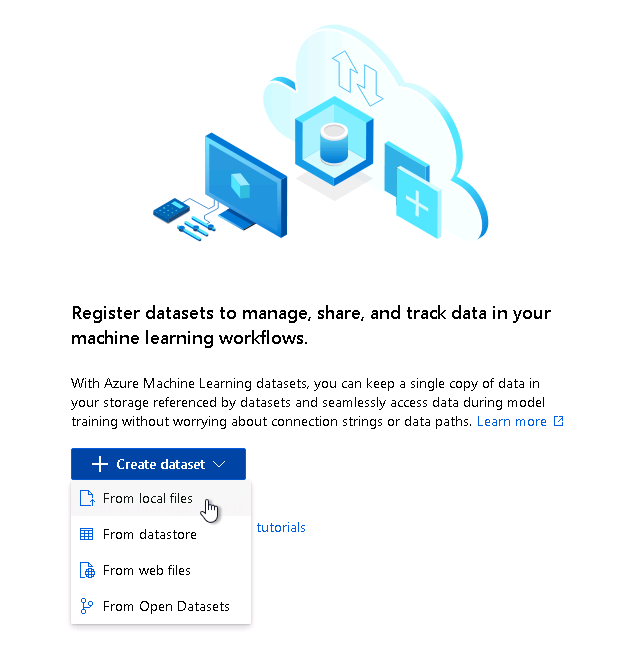 Register datasets to manage, share, and track data in your
machine learning workflows.
With Azure Machine Learning datasets, you can keep a single copy of data in
your storage referenced by datasets and seamlessly access data during model
training without worrying about connection strings or data paths. Learn more
Create dataset
From local files
tutorials
From datastore
From web files
From Open Datasets